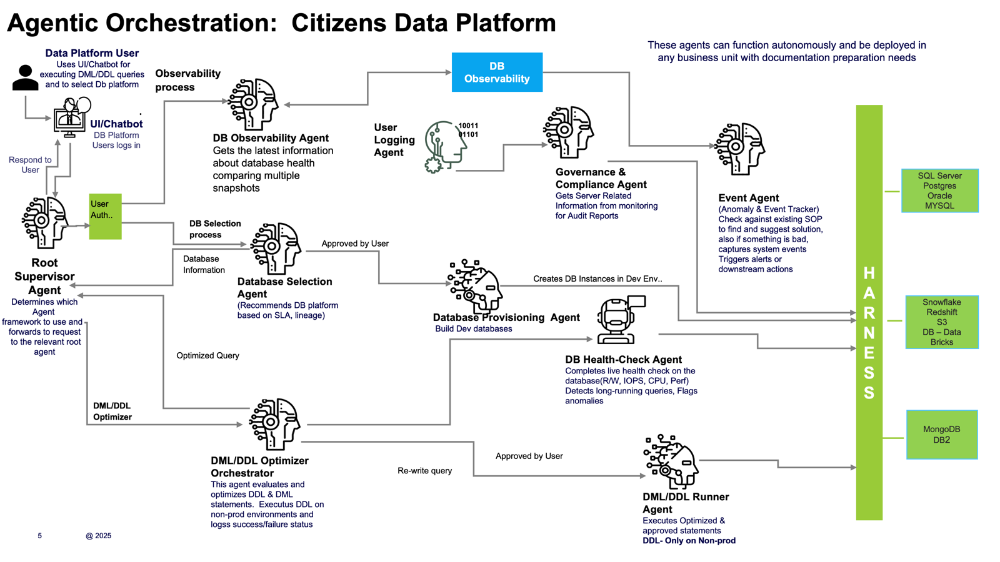 Agentic Orchestration:  Citizens Data Platform
These agents can function autonomously and be deployed in
any business unit with documentation preparation needs
Data Platform User
Uses UI/Chatbot for
executing DML/DDL queries
and to select Db platform
.
UI/Chatbot
DB Platform
Users logs in
Respond to
User
User
Auth..
Root
Supervisor
Agent
Determines which
Agent
framework to use and
forwards to request
to the relevant root
agent
Observability
process
DB Observability Agent
Gets the latest information
about database health
comparing multiple
snapshots
DB
Observability
User
Logging
Agent
10011
01101
Governance &
Compliance Agent
Gets Server Related
Information from monitoring
for Audit Reports
Event Agent
(Anomaly & Event Tracker)
Check against existing SOP
to find and suggest solution,
also if something is bad,
captures system events
Triggers alerts or
downstream actions
DB Selection
process
Database
Information
Database Selection
Agent
(Recommends DB platform
based on SLA, lineage)
Approved by User
Database Provisioning  Agent
Build Dev databases
Creates DB Instances in Dev Env..
DB Health-Check Agent
Completes live health check on the
database(R/W, IOPS, CPU, Perf)
Detects long-running queries, Flags
anomalies
Optimized Query
DML/DDL
Optimizer
DML/DDL Optimizer
Orchestrator
This agent evaluates and
optimizes DDL & DML
statements.  Executus DDL on
non-prod environments and
logss success/failure status
Re-write query
Approved by User
DML/DDL Runner
Agent
Executes Optimized &
approved statements
DDL- Only on Non-prod
H
A
R
N
E
S
S
SQL Server
Postgres
Oracle
MYSQL
Snowflake
Redshift
S3
DB – Data
Bricks
MongoDB
DB2
5
@ 2025